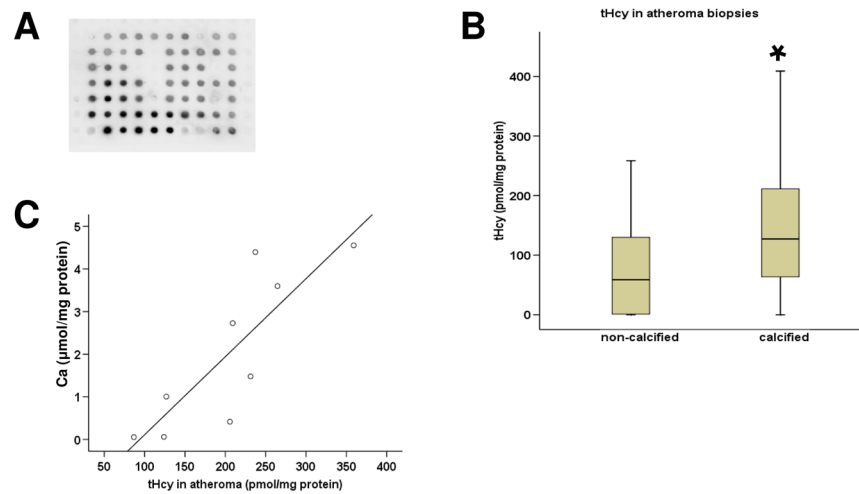 A
B
tHcy in atheroma biopsies
*
400
300
200
100
0
tHcy (pmol/mg protein)
non-calcified
calcified
C
5
4
3
2
1
0
Ca (μmol/mg protein)
50
100
150
200
250
300
350
400
tHcy in atheroma (pmol/mg protein)